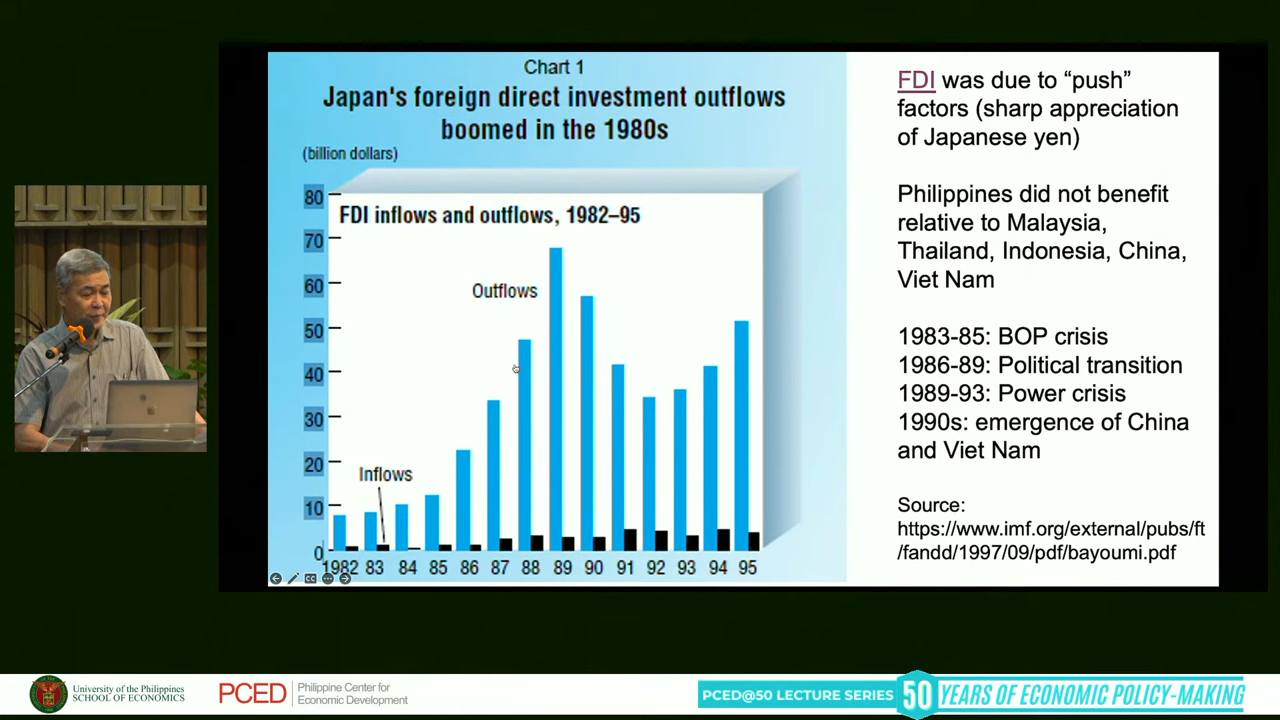 Chart 1
Japan's foreign direct investment outflows
boomed in the 1980s
(billion dollars)
80
FDI inflows and outflows, 1982–95
70
60
Outflows
50
40
30
20
Inflows
10
0
1982 83 84 85 86 87 88 89 90 91 92 93 94 95
FDI was due to “push”
factors (sharp appreciation
of Japanese yen)
Philippines did not benefit
relative to Malaysia,
Thailand, Indonesia, China,
Viet Nam
1983-85: BOP crisis
1986-89: Political transition
1989-93: Power crisis
1990s: emergence of China
and Viet Nam
Source:
https://www.imf.org/external/pubs/ft
/fandd/1997/09/pdf/bayoumi.pdf
CC
University of the Philippines
SCHOOL OF ECONOMICS
PCED
Philippine Center for
Economic Development
PCED@50 LECTURE SERIES
50 YEARS OF ECONOMIC POLICY-MAKING